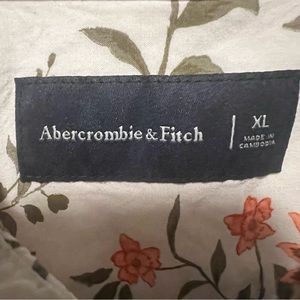 Abercrombie & Fitch
XL
MADE IN
CAMBODIA